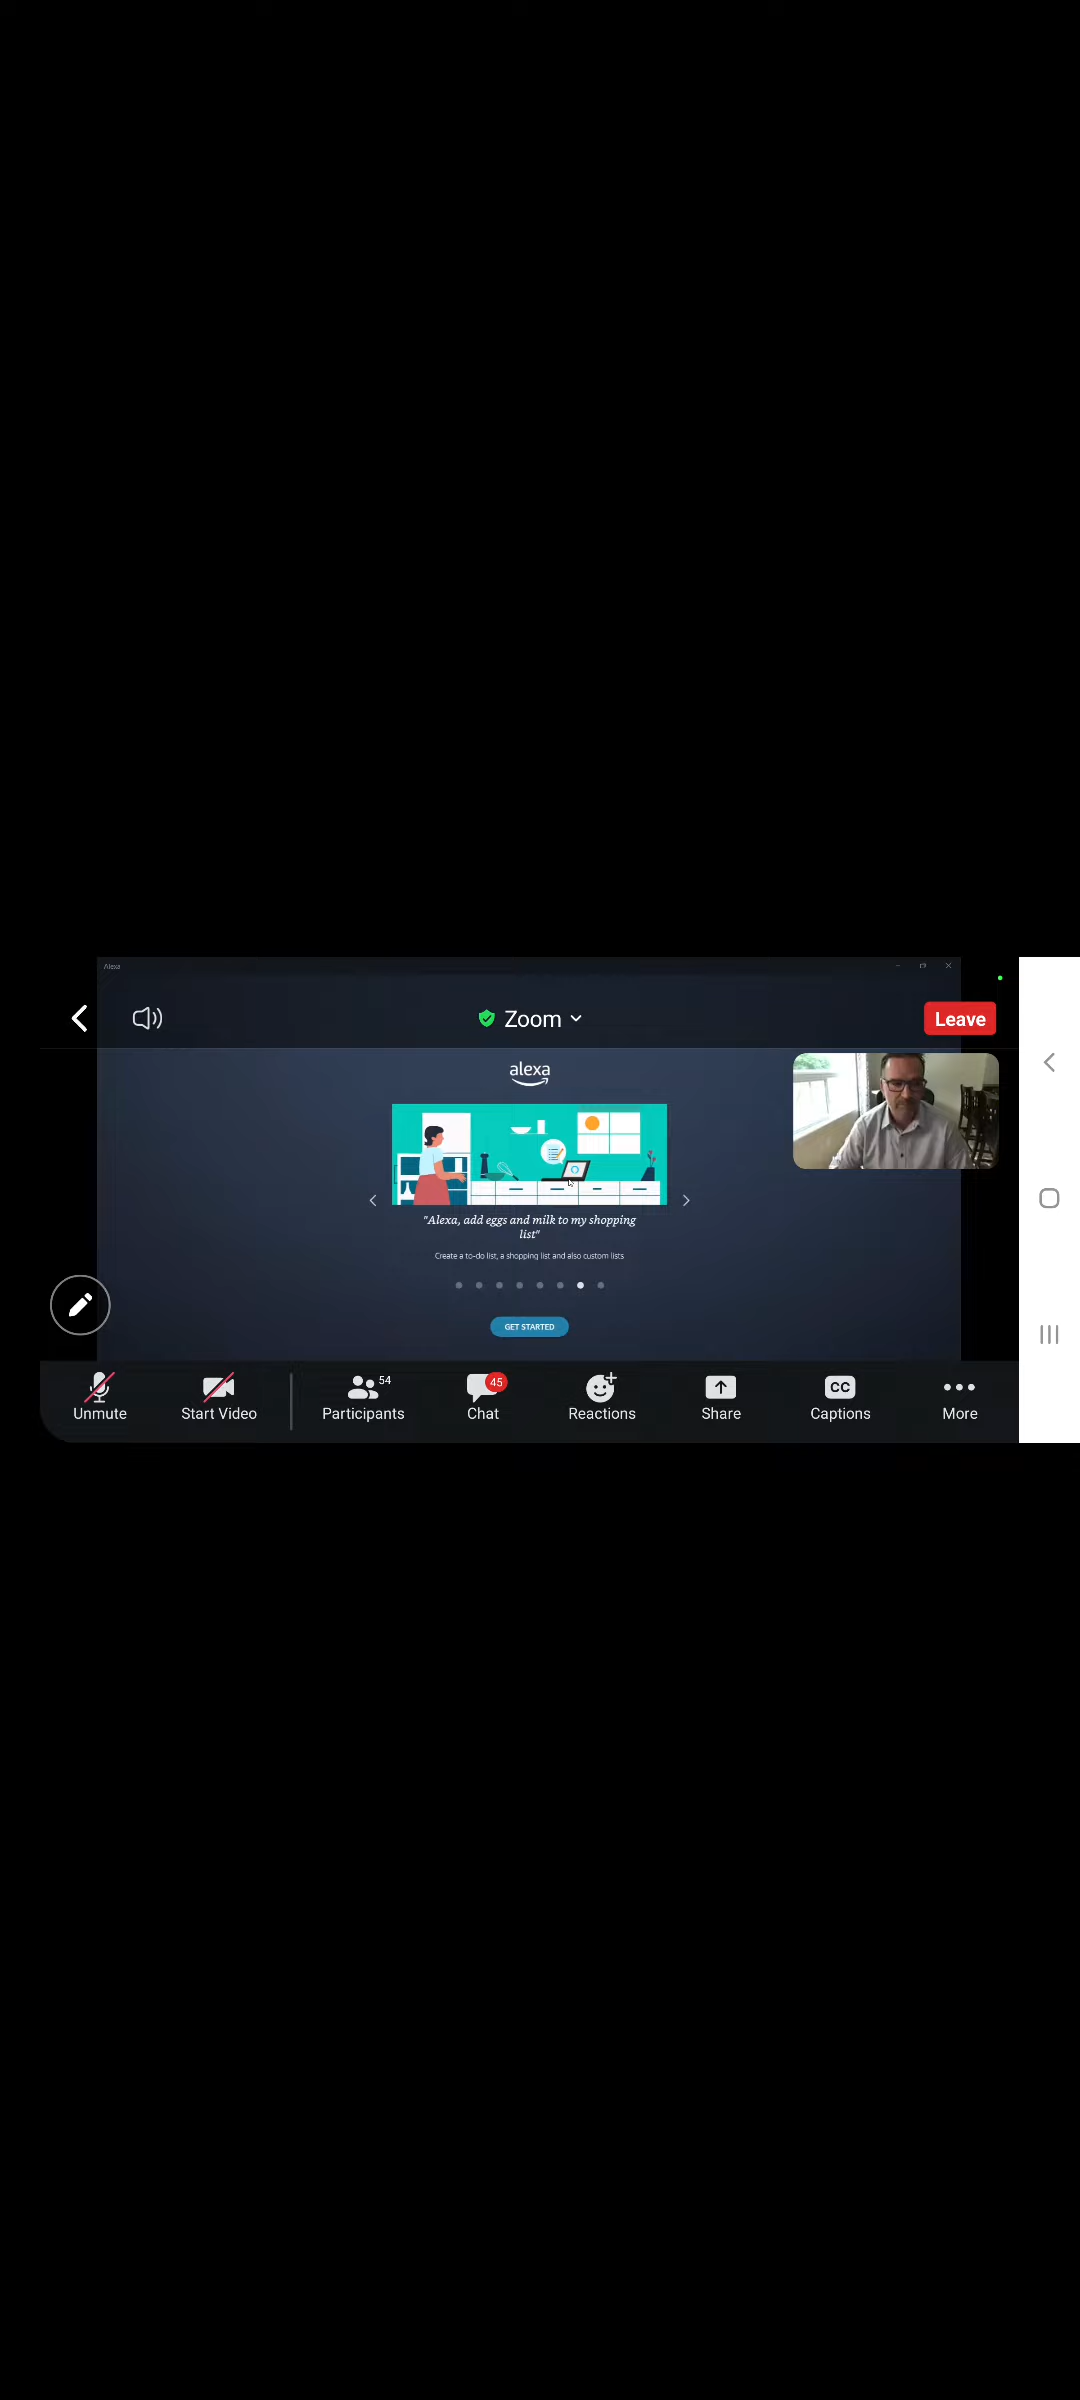 Alexa
Zoom
Leave
alexa
"Alexa, add eggs and milk to my shopping
list"
Create a to-do list, a shopping list and also custom lists
GET STARTED
Unmute
Start Video
54
Participants
45
Chat
Reactions
Share
CC
Captions
More